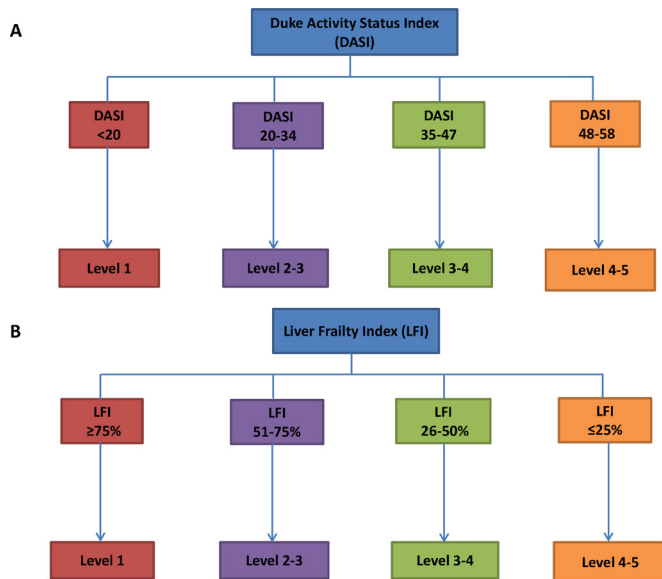 A
Duke Activity Status Index
(DASI)
DASI
<20
DASI
20-34
DASI
35-47
DASI
48-58
Level 1
Level 2-3
Level 3-4
Level 4-5
B
Liver Frailty Index (LFI)
LFI
≥75%
LFI
51-75%
LFI
26-50%
LFI
≤25%
Level 1
Level 2-3
Level 3-4
Level 4-5